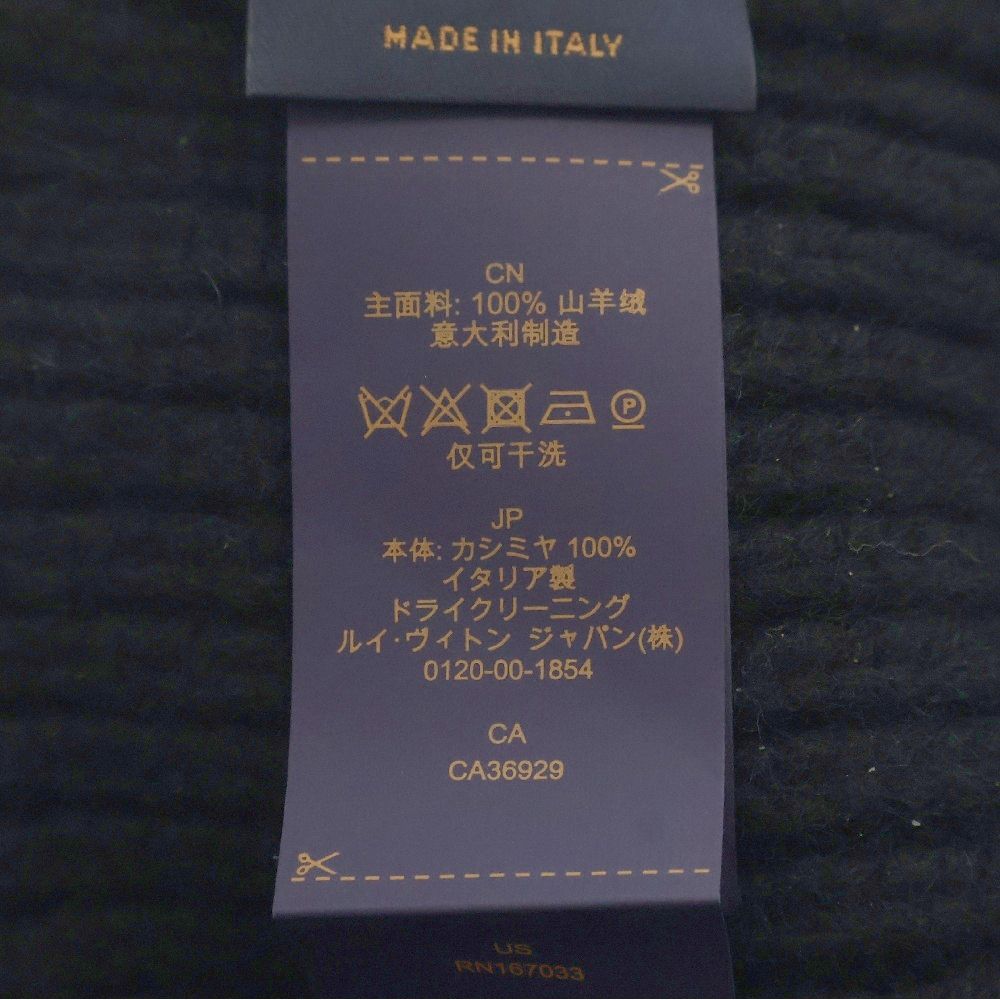 MADE IN ITALY
CN
主面料: 100% 山羊绒
意大利制造
P
仅可干洗
JP
本体: カシミヤ 100%
イタリア製
ドライクリーニング
ルイ·ヴィトン ジャパン(株)
0120-00-1854
CA
CA36929
US
RN167033